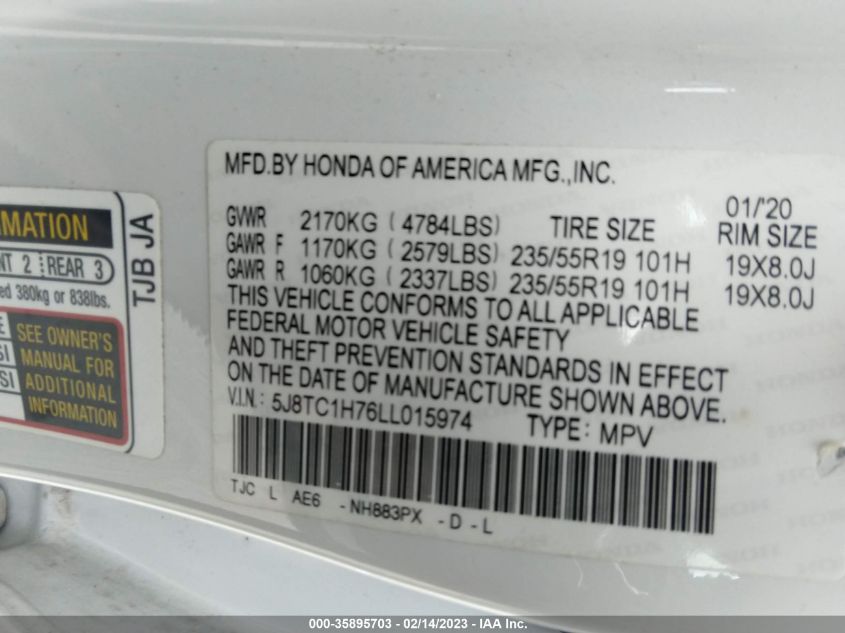 RMATION
NT 2 REAR 3
ed 380kg or 838lbs.
SEE OWNER'S
SI MANUAL FOR
SI ADDITIONAL
INFORMATION
TJB JA
MFD.BY HONDA OF AMERICA MFG.,INC.
01/'20
GVWR 2170KG (4784LBS) TIRE SIZE RIM SIZE
GAWR F 1170KG (2579LBS) 235/55R19 101H 19X8.0J
GAWR R 1060KG (2337LBS) 235/55R19 101H 19X8.0J
THIS VEHICLE CONFORMS TO ALL APPLICABLE
FEDERAL MOTOR VEHICLE SAFETY
AND THEFT PREVENTION STANDARDS IN EFFECT
ON THE DATE OF MANUFACTURE SHOWN ABOVE.
V.I.N.: 5J8TC1H76LL015974 TYPE: MPV
TJC L AE6 -NH883PX -D-L
000-35895703 - 02/14/2023 - IAA Inc.